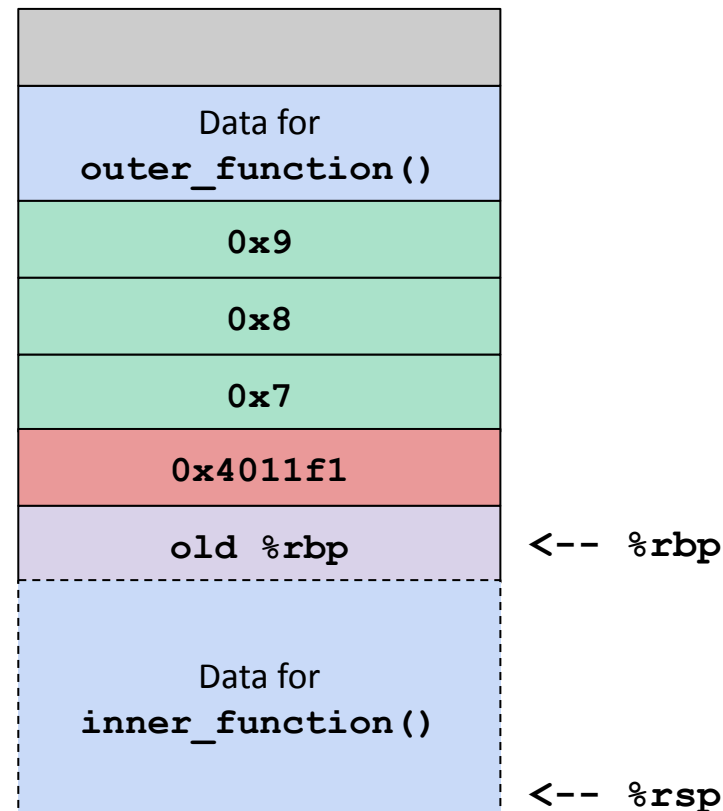 Data for
outer_function()
0x9
0x8
0x7
0x4011f1
old %rbp <-- %rbp
Data for
inner_function()
<-- %rsp